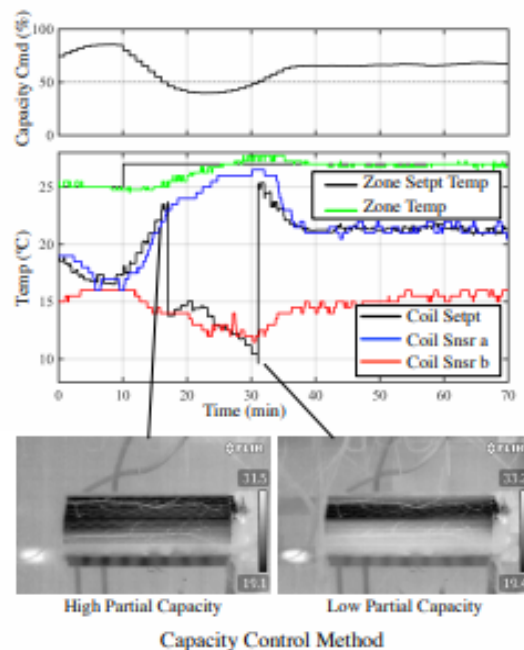 100
50
0
Capacity Cmd (%)
25
20
15
10
Temp (°C)
Zone Setpt Temp
Zone Temp
Coil Setpt
Coil Snsr a
Coil Snsr b
0 10 20 30 40 50 60 70
Time (min)
31.5
19.1
19.4
High Partial Capacity Low Partial Capacity
Capacity Control Method